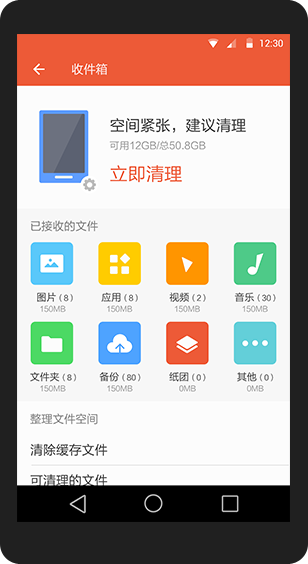 12:30
收件箱
空间紧张，建议清理
可用12GB/总50.8GB
立即清理
已接收的文件
图片（8） 应用（8） 视频（2） 音乐（30）
150MB 150MB 150MB 150MB
文件夹（8） 备份（80） 纸团（0） 其他（0）
150MB 150MB 0MB 0MB
整理文件空间
清除缓存文件
可清理的文件